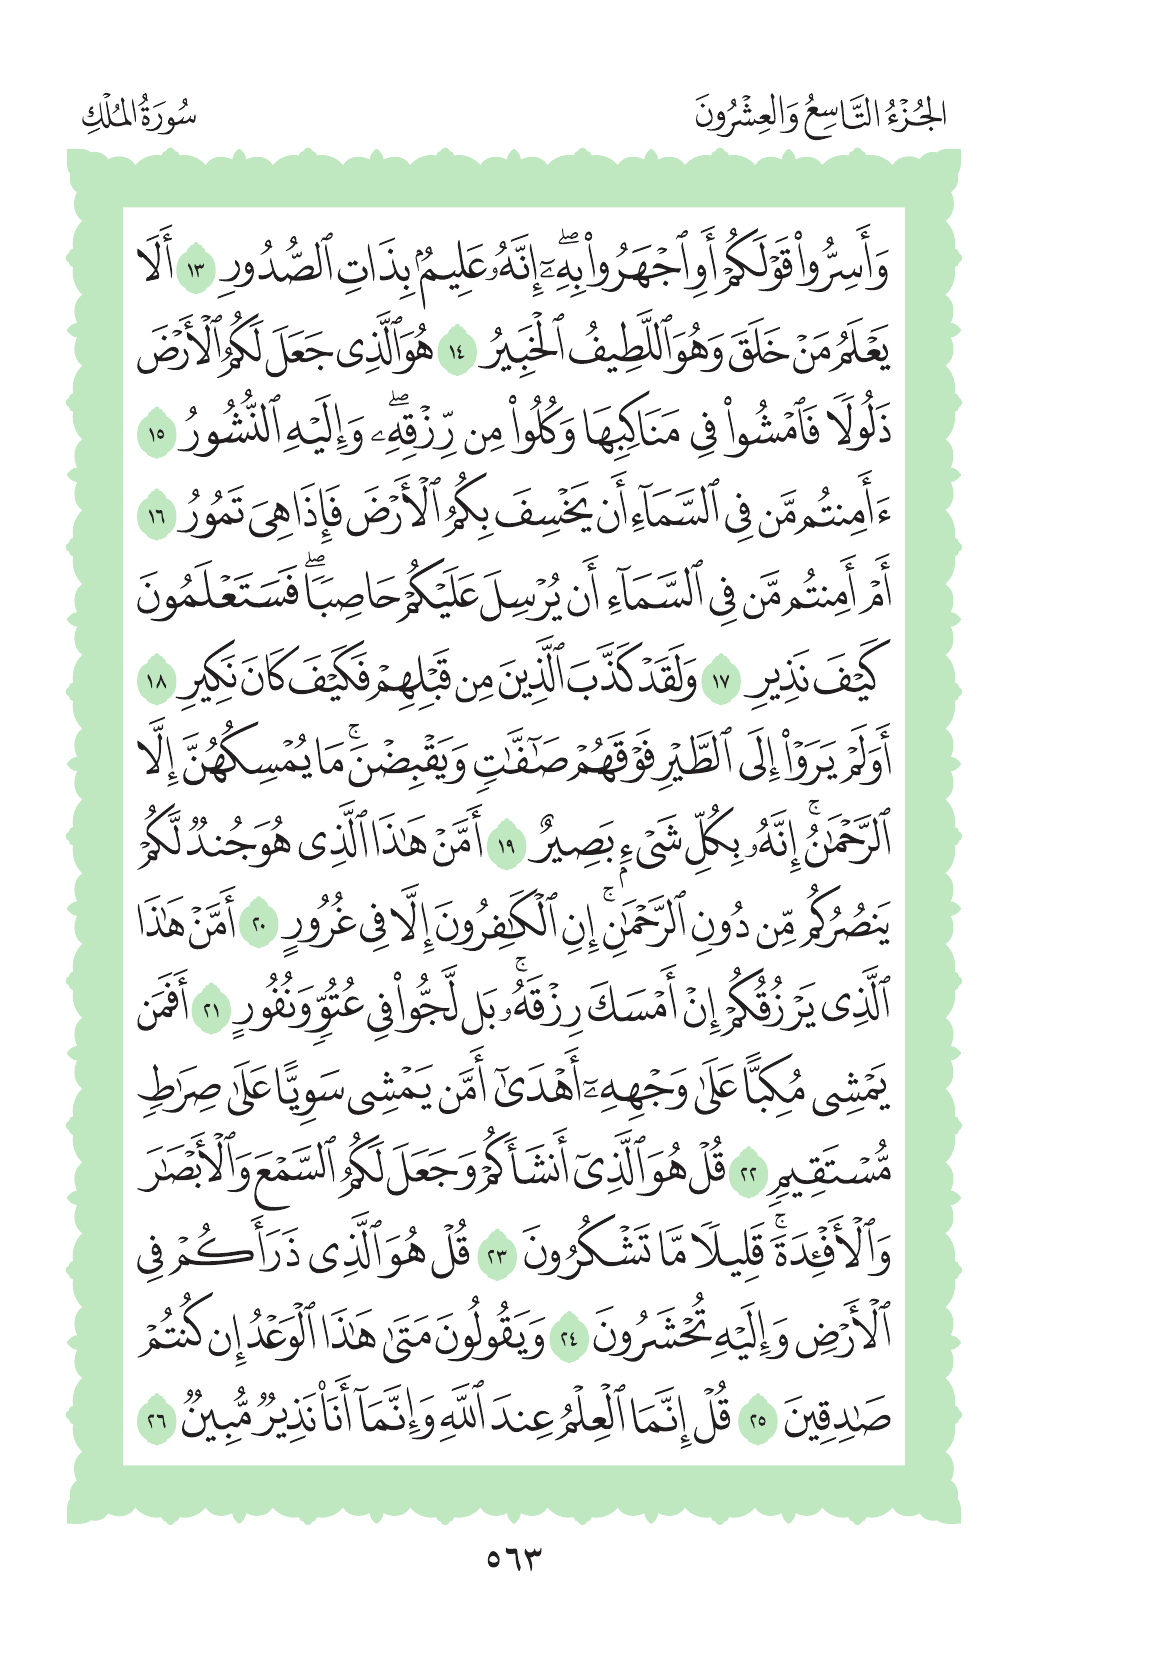 الجُزْءُ التَّاسِعُ وَالعِشْرُونَ
سُورَةُ المُلْكِ
وَأَسِرُّوا۟ قَوْلَكُمْ أَوِ ٱجْهَرُوا۟ بِهِۦٓ ۖ إِنَّهُۥ عَلِيمٌۢ بِذَاتِ ٱلصُّدُورِ ١٣ أَلَا
يَعْلَمُ مَنْ خَلَقَ وَهُوَ ٱللَّطِيفُ ٱلْخَبِيرُ ١٤ هُوَ ٱلَّذِى جَعَلَ لَكُمُ ٱلْأَرْضَ
ذَلُولًا فَٱمْشُوا۟ فِى مَنَاكِبِهَا وَكُلُوا۟ مِن رِّزْقِهِۦ ۖ وَإِلَيْهِ ٱلنُّشُورُ ١٥
ءَأَمِنتُم مَّن فِى ٱلسَّمَآءِ أَن يَخْسِفَ بِكُمُ ٱلْأَرْضَ فَإِذَا هِىَ تَمُورُ ١٦
أَمْ أَمِنتُم مَّن فِى ٱلسَّمَآءِ أَن يُرْسِلَ عَلَيْكُمْ حَاصِبًا ۖ فَسَتَعْلَمُونَ
كَيْفَ نَذِيرِ ١٧ وَلَقَدْ كَذَّبَ ٱلَّذِينَ مِن قَبْلِهِمْ فَكَيْفَ كَانَ نَكِيرِ ١٨
أَوَلَمْ يَرَوْا۟ إِلَى ٱلطَّيْرِ فَوْقَهُمْ صَٰٓفَّٰتٍ وَيَقْبِضْنَ ۚ مَا يُمْسِكُهُنَّ إِلَّا
ٱلرَّحْمَٰنُ ۚ إِنَّهُۥ بِكُلِّ شَىْءٍۭ بَصِيرٌ ١٩ أَمَّنْ هَٰذَا ٱلَّذِى هُوَ جُندٌ لَّكُمْ
يَنصُرُكُم مِّن دُونِ ٱلرَّحْمَٰنِ ۚ إِنِ ٱلْكَٰفِرُونَ إِلَّا فِى غُرُورٍ ٢٠ أَمَّنْ هَٰذَا
ٱلَّذِى يَرْزُقُكُمْ إِنْ أَمْسَكَ رِزْقَهُۥ ۚ بَل لَّجُّوا۟ فِى عُتُوٍّ وَنُفُورٍ ٢١ أَفَمَن
يَمْشِى مُكِبًّا عَلَىٰ وَجْهِهِۦٓ أَهْدَىٰٓ أَمَّن يَمْشِى سَوِيًّا عَلَىٰ صِرَٰطٍ
مُّسْتَقِيمٍ ٢٢ قُلْ هُوَ ٱلَّذِىٓ أَنشَأَكُمْ وَجَعَلَ لَكُمُ ٱلسَّمْعَ وَٱلْأَبْصَٰرَ
وَٱلْأَفْـِٔدَةَ ۚ قَلِيلًا مَّا تَشْكُرُونَ ٢٣ قُلْ هُوَ ٱلَّذِى ذَرَأَكُمْ فِى
ٱلْأَرْضِ وَإِلَيْهِ تُحْشَرُونَ ٢٤ وَيَقُولُونَ مَتَىٰ هَٰذَا ٱلْوَعْدُ إِن كُنتُمْ
صَٰدِقِينَ ٢٥ قُلْ إِنَّمَا ٱلْعِلْمُ عِندَ ٱللَّهِ وَإِنَّمَآ أَنَا۠ نَذِيرٌ مُّبِينٌ ٢٦
٥٦٣